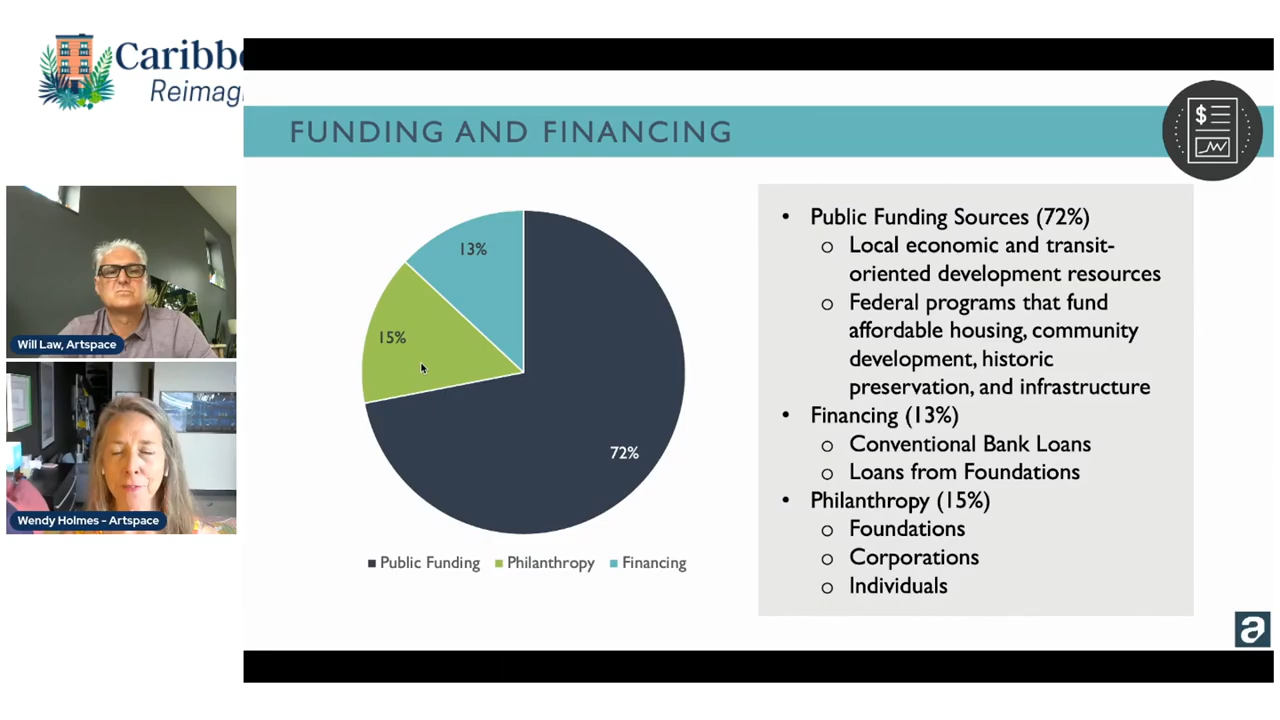 Caribbe
Reimag
FUNDING AND FINANCING
$
13%
15%
72%
Public Funding Philanthropy Financing
• Public Funding Sources (72%)
o Local economic and transit-
oriented development resources
o Federal programs that fund
affordable housing, community
development, historic
preservation, and infrastructure
• Financing (13%)
o Conventional Bank Loans
o Loans from Foundations
• Philanthropy (15%)
o Foundations
o Corporations
o Individuals
Will Law, Artspace
Wendy Holmes - Artspace
a